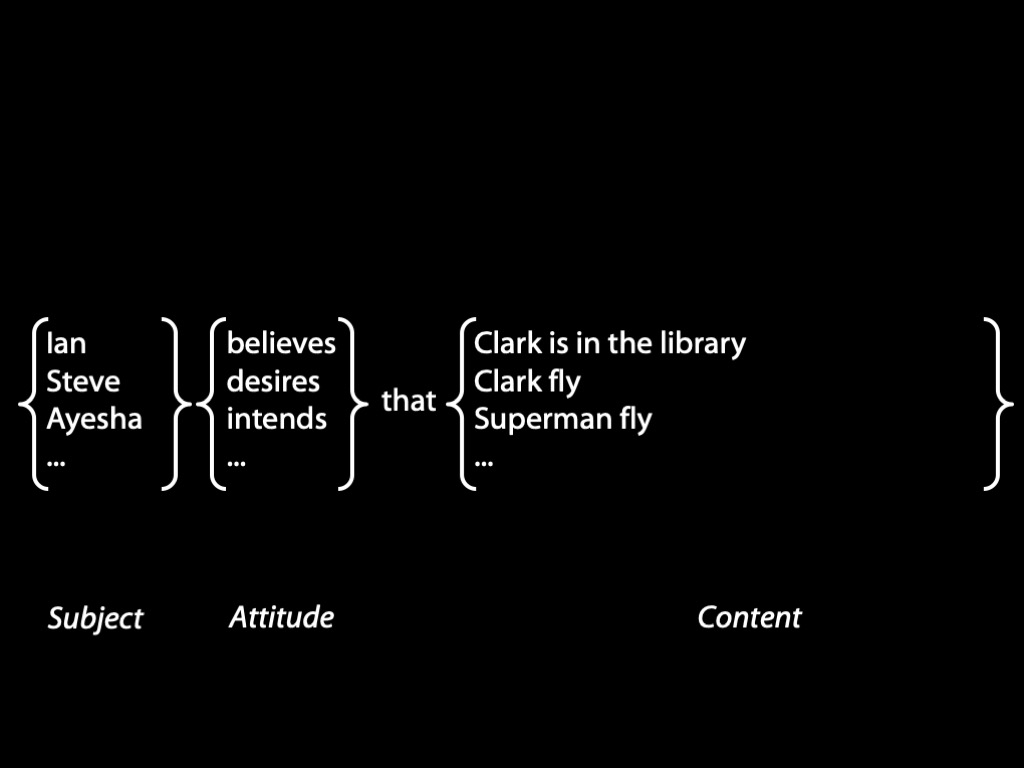 Ian believes Clark is in the library
Steve desires Clark fly
that
Ayesha intends Superman fly
... ... ...
Subject Attitude Content